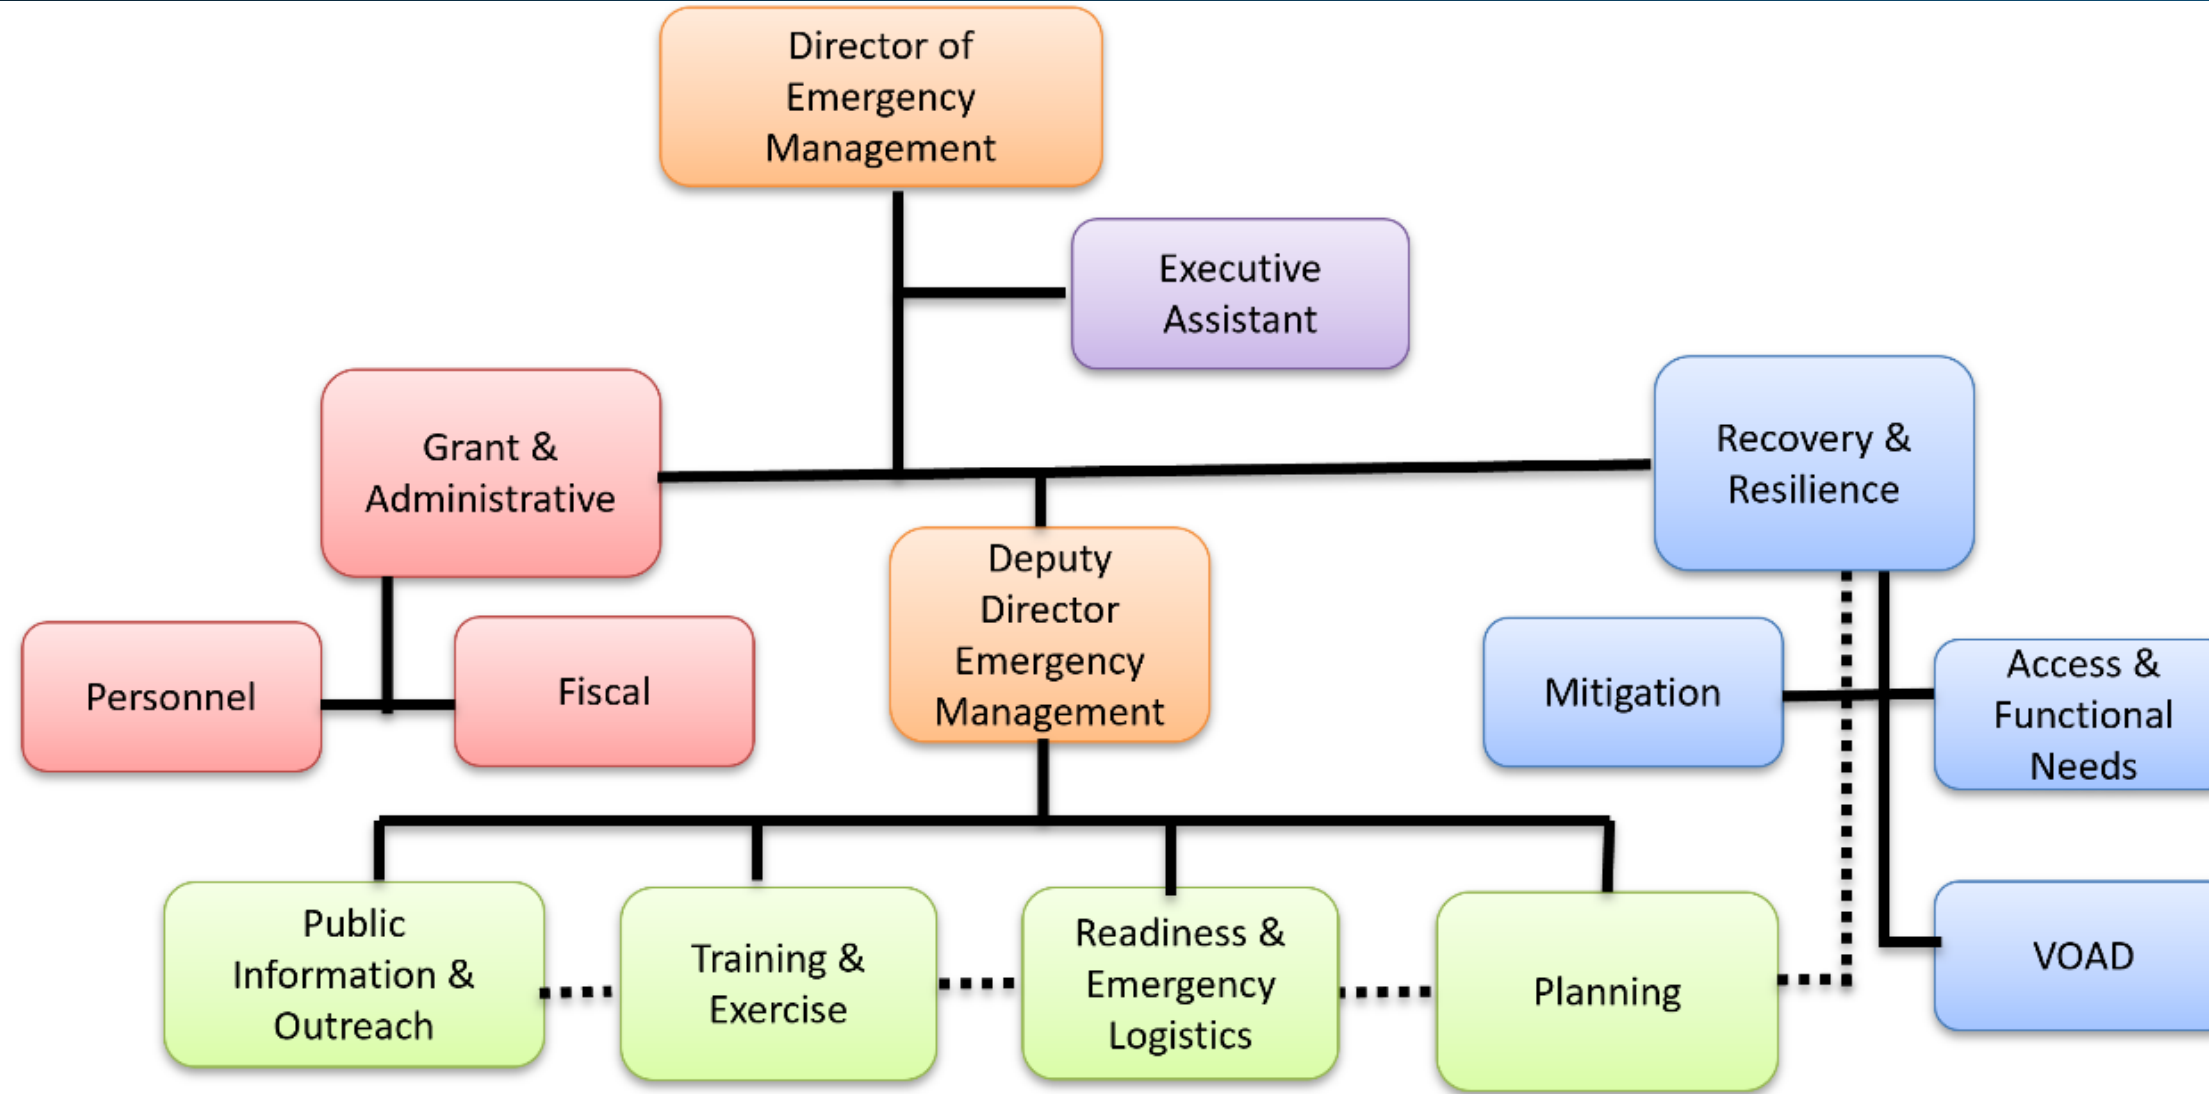 Director of
Emergency
Management
Executive
Assistant
Grant &
Administrative
Recovery &
Resilience
Deputy
Director
Emergency
Management
Personnel
Fiscal
Mitigation
Access &
Functional
Needs
Public
Information &
Outreach
Training &
Exercise
Readiness &
Emergency
Logistics
Planning
VOAD